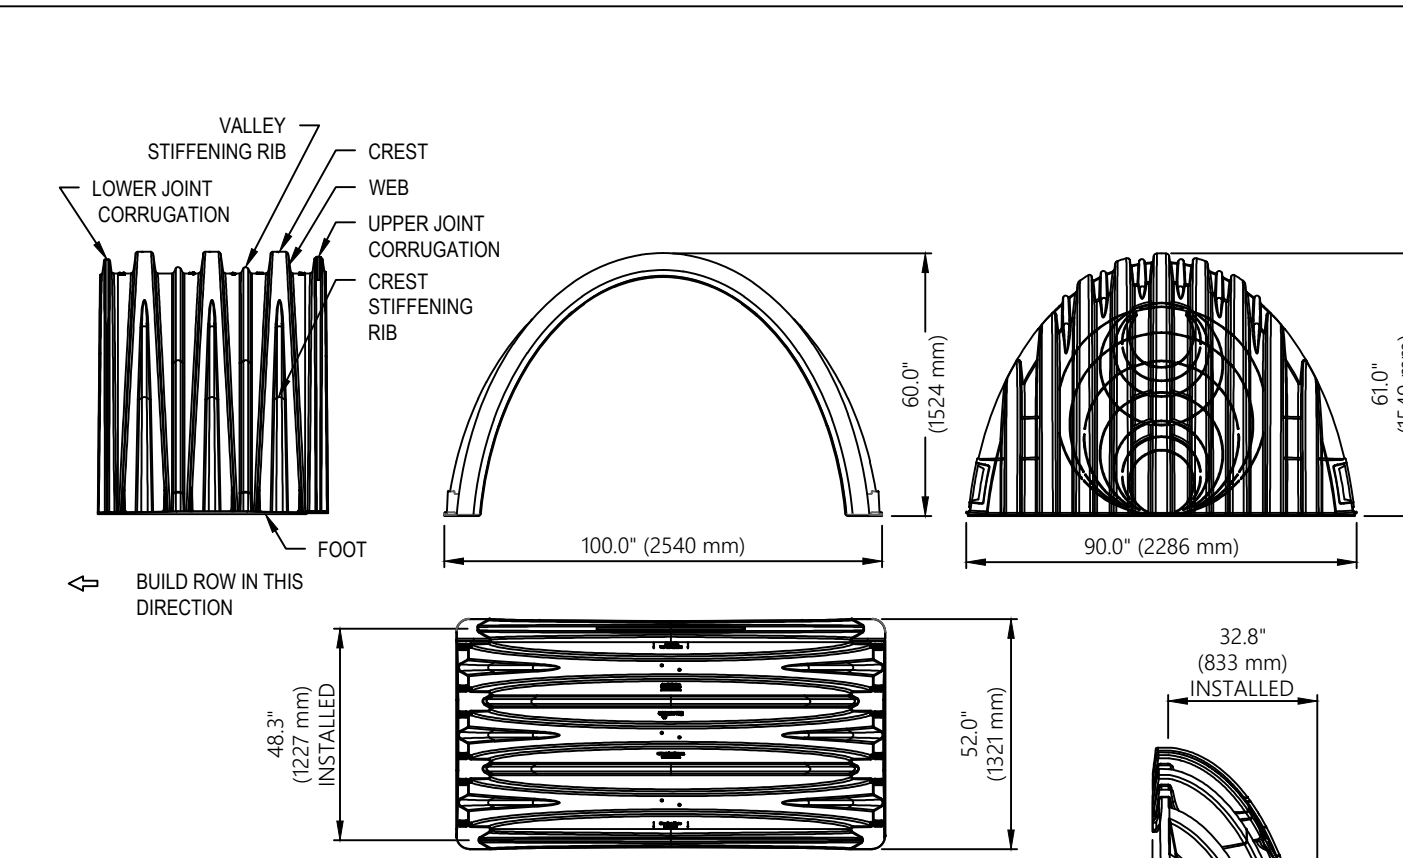 VALLEY
STIFFENING RIB
CREST
WEB
LOWER JOINT
CORRUGATION
UPPER JOINT
CORRUGATION
CREST
STIFFENING
RIB
FOOT
BUILD ROW IN THIS
DIRECTION
60.0"
(1524 mm)
100.0" (2540 mm)
61.0"
90.0" (2286 mm)
48.3"
(1227 mm)
INSTALLED
52.0"
(1321 mm)
32.8"
(833 mm)
INSTALLED